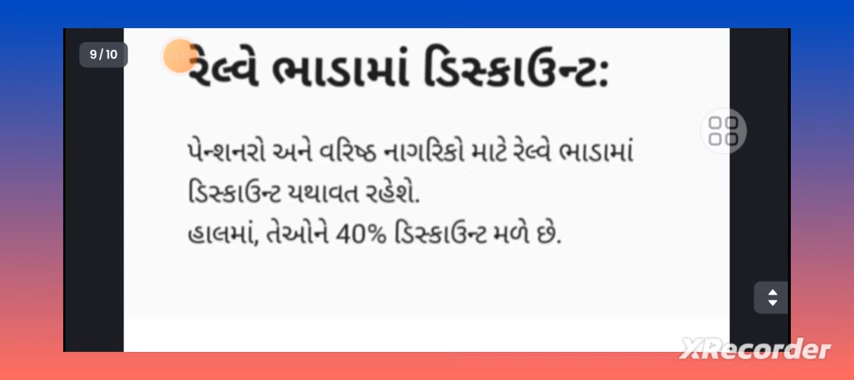 9/10
રેલ્વે ભાડામાં ડિસ્કાઉન્ટ:
પેન્શનરો અને વરિષ્ઠ નાગરિકો માટે રેલ્વે ભાડામાં
ડિસ્કાઉન્ટ યથાવત રહેશે.
હાલમાં, તેઓને 40% ડિસ્કાઉન્ટ મળે છે.
XRecorder